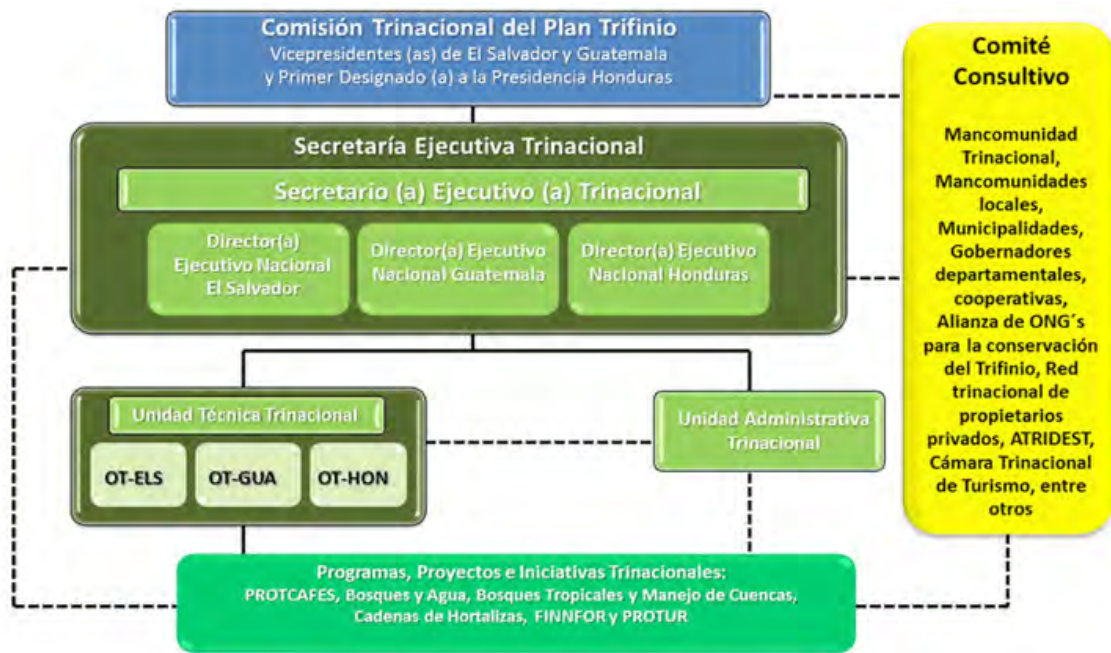 Comisión Trinacional del Plan Trifinio
Vicepresidentes (as) de El Salvador y Guatemala
y Primer Designado (a) a la Presidencia Honduras
Secretaría Ejecutiva Trinacional
Secretario (a) Ejecutivo (a) Trinacional
Director(a)
Ejecutivo Nacional
El Salvador
Director(a) Ejecutivo
Nacional Guatemala
Director(a) Ejecutivo
Nacional Honduras
Unidad Técnica Trinacional
OT-ELS
OT-GUA
OT-HON
Unidad Administrativa
Trinacional
Programas, Proyectos e Iniciativas Trinacionales:
PROTCAFES, Bosques y Agua, Bosques Tropicales y Manejo de Cuencas,
Cadenas de Hortalizas, FINNFOR y PROTUR
Comité
Consultivo
Mancomunidad
Trinacional,
Mancomunidades
locales,
Municipalidades,
Gobernadores
departamentales,
cooperativas,
Alianza de ONG´s
para la conservación
del Trifinio, Red
trinacional de
propietarios
privados, ATRIDEST,
Cámara Trinacional
de Turismo, entre
otros